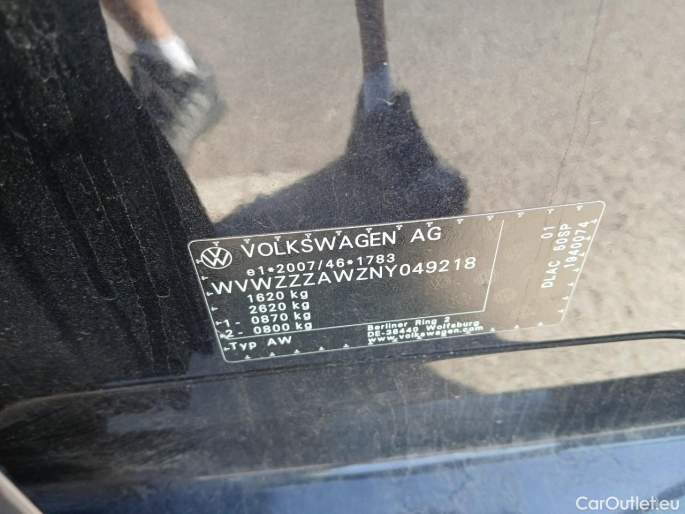 VOLKSWAGEN AG
e1*2007/46*1783
WVWZZZAWZNY049218
1620 kg
2620 kg
1 - 0870 kg
2 - 0800 kg
Typ AW
Berliner Ring 2
DE-38440 Wolfsburg
www.volkswagen.com
01
DLAC 50SP
1940074
CarOutlet.eu